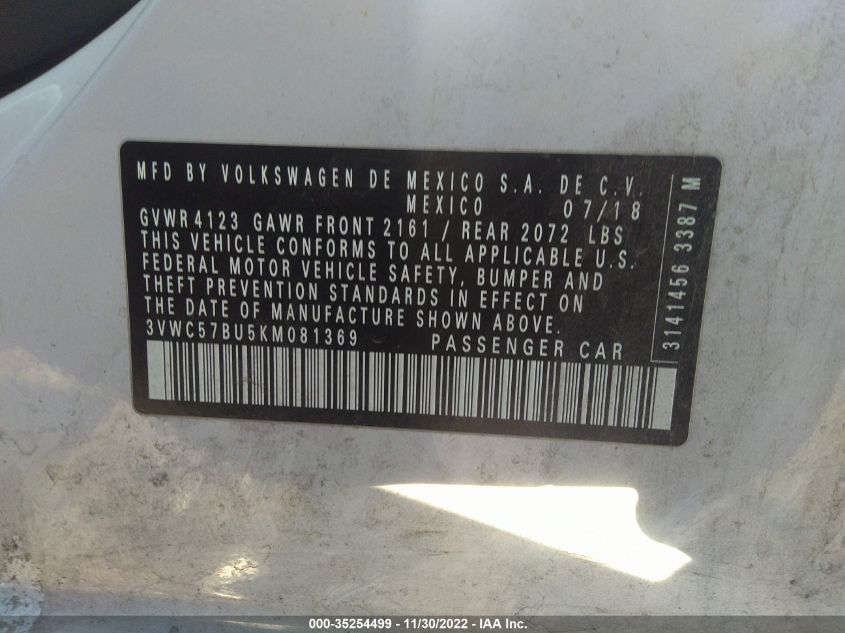 MFD BY VOLKSWAGEN DE MEXICO S.A. DE C.V.
MEXICO 07/18
GVWR 4123 GAWR FRONT 2161 / REAR 2072 LBS
THIS VEHICLE CONFORMS TO ALL APPLICABLE U.S.
FEDERAL MOTOR VEHICLE SAFETY, BUMPER AND
THEFT PREVENTION STANDARDS IN EFFECT ON
THE DATE OF MANUFACTURE SHOWN ABOVE.
3VWC57BU5KM081369 PASSENGER CAR
3141456 3387 M
000-35254499 - 11/30/2022 - IAA Inc.